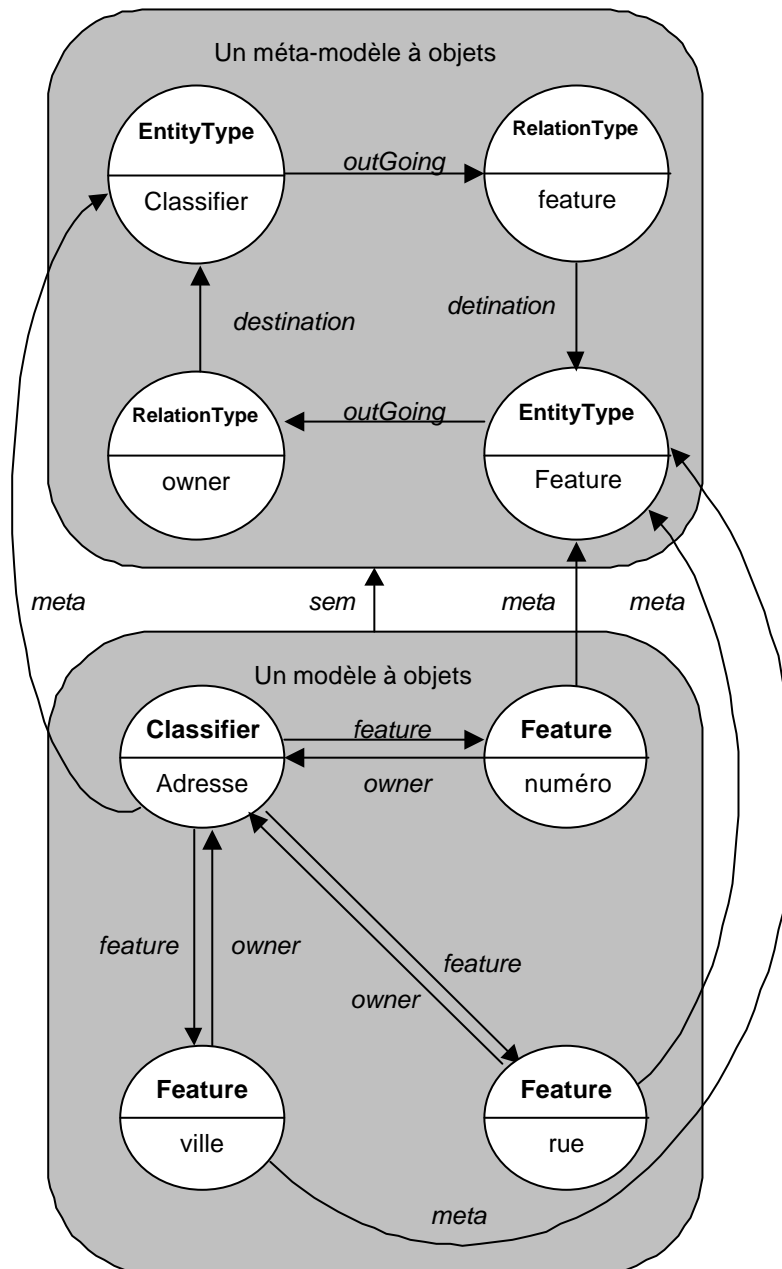 Un méta-modèle à objets
EntityType
Classifier
outGoing
RelationType
feature
destination
detination
RelationType
owner
outGoing
EntityType
Feature
meta
sem
meta
meta
Un modèle à objets
Classifier
Adresse
feature
owner
Feature
numéro
feature
owner
feature
owner
Feature
ville
Feature
rue
meta